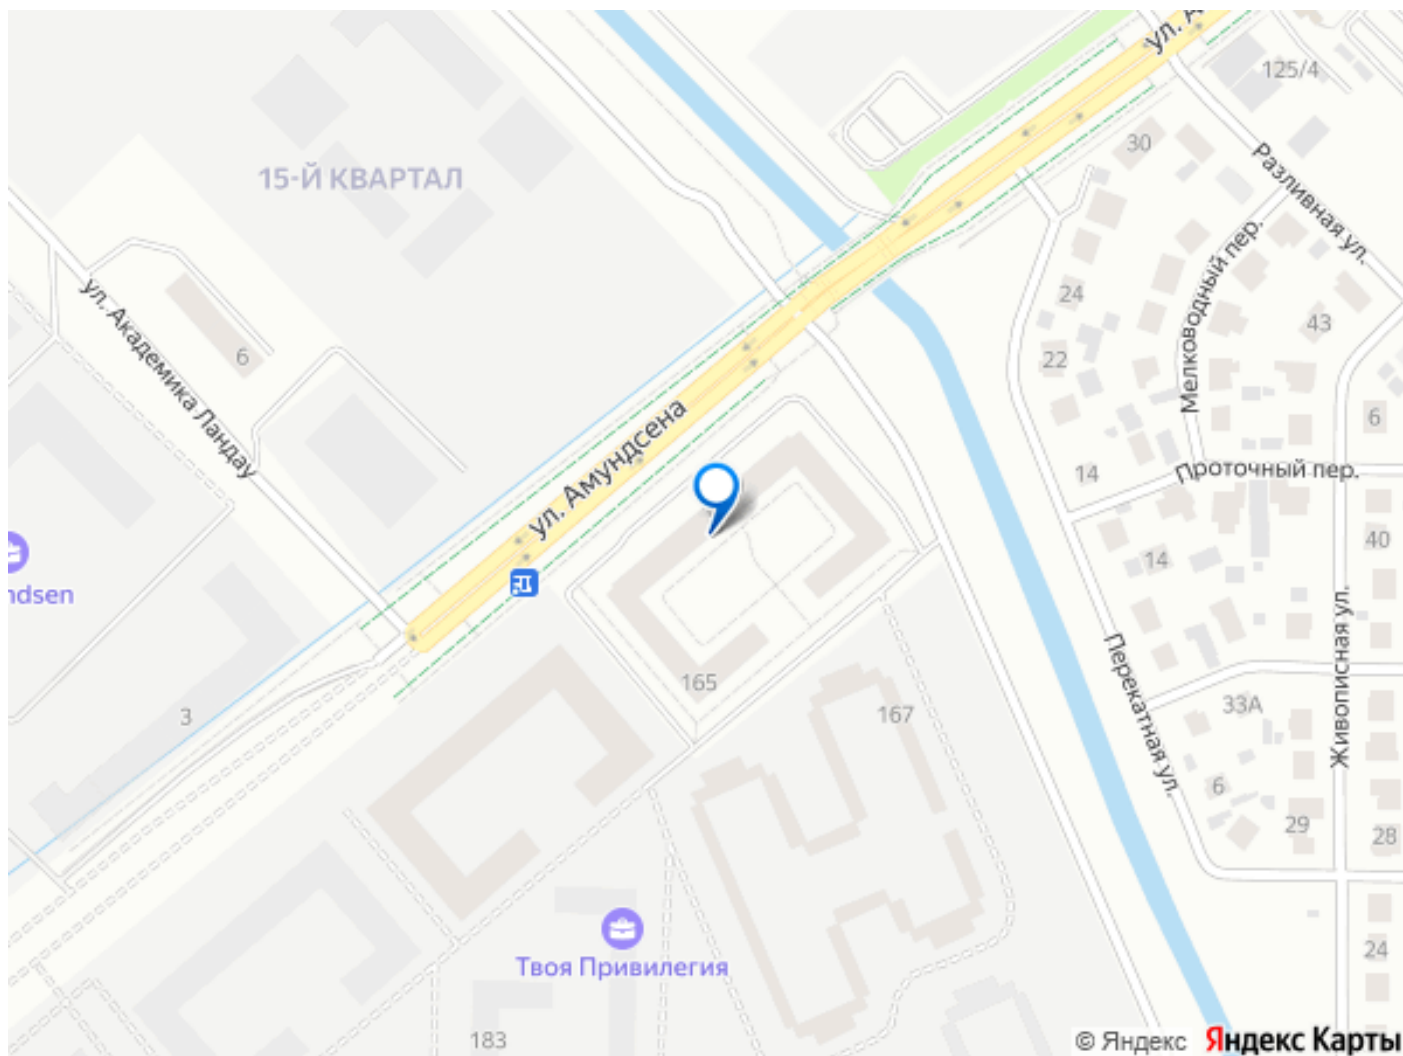 ул. А
125/4
30
15-Й КВАРТАЛ
Разливная ул.
Мелководный пер.
24
43
ул. Академика Ландау
6
22
ул. Амундсена
6
14
Проточный пер.
40
14
ndsen
Живописная ул.
Перекатная ул.
165
167
33А
3
6
29
28
Твоя Привилегия
24
183
© Яндекс Яндекс Карты